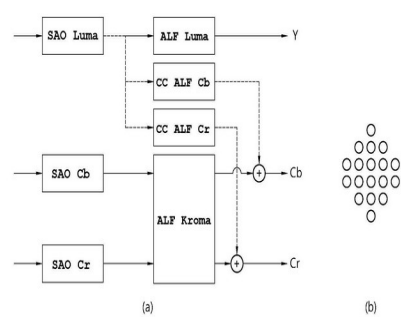 SAO Luma
ALF Luma
Y
CC ALF Cb
CC ALF Cr
SAO Cb
ALF Kroma
+
Cb
SAO Cr
+
Cr
(a)
(b)